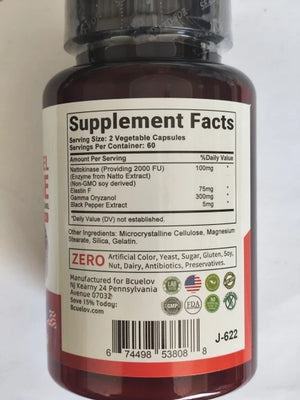 Supplement Facts
Serving Size: 2 Vegetable Capsules
Servings Per Container: 60
Amount Per Serving %Daily Value
Nattokinase (Providing 2000 FU) 100mg *
(Enzyme from Natto Extract)
(Non-GMO soy derived)
Elastin F 75mg *
Gamma Oryzanol 300mg *
Black Pepper Extract 5mg *
*Daily Value (DV) not established.
Other Ingredients: Microcrystalline Cellulose, Magnesium
Stearate, Silica, Gelatin.
ZERO Artificial Color, Yeast, Sugar, Gluten, Soy,
Nut, Dairy, Antibiotics, Preservatives.
Manufactured for Bcuelov
NJ Kearny 24 Pennsylvania
Avenue 07032
Save 15% Today:
Bcuelov.com
GMP
FDA
J-622
6 74498 53808 8